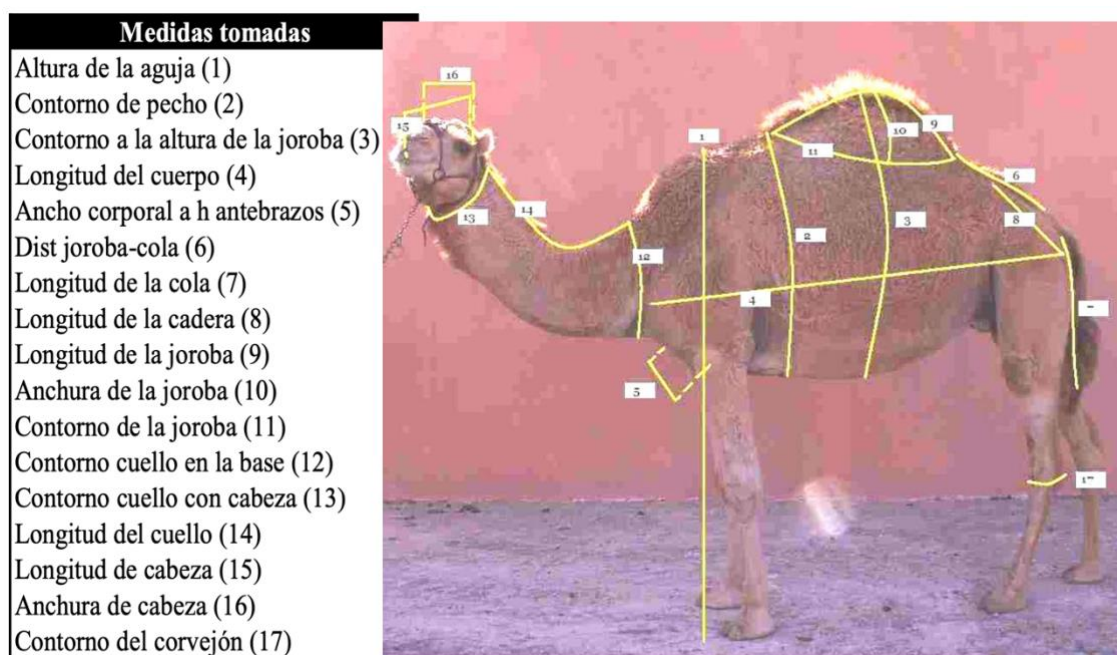 Medidas tomadas
Altura de la aguja (1)
Contorno de pecho (2)
Contorno a la altura de la joroba (3)
Longitud del cuerpo (4)
Ancho corporal a h antebrazos (5)
Dist joroba-cola (6)
Longitud de la cola (7)
Longitud de la cadera (8)
Longitud de la joroba (9)
Anchura de la joroba (10)
Contorno de la joroba (11)
Contorno cuello en la base (12)
Contorno cuello con cabeza (13)
Longitud del cuello (14)
Longitud de cabeza (15)
Anchura de cabeza (16)
Contorno del corvejón (17)
16
15
1
10
9
11
6
13
14
8
3
2
12
4
5